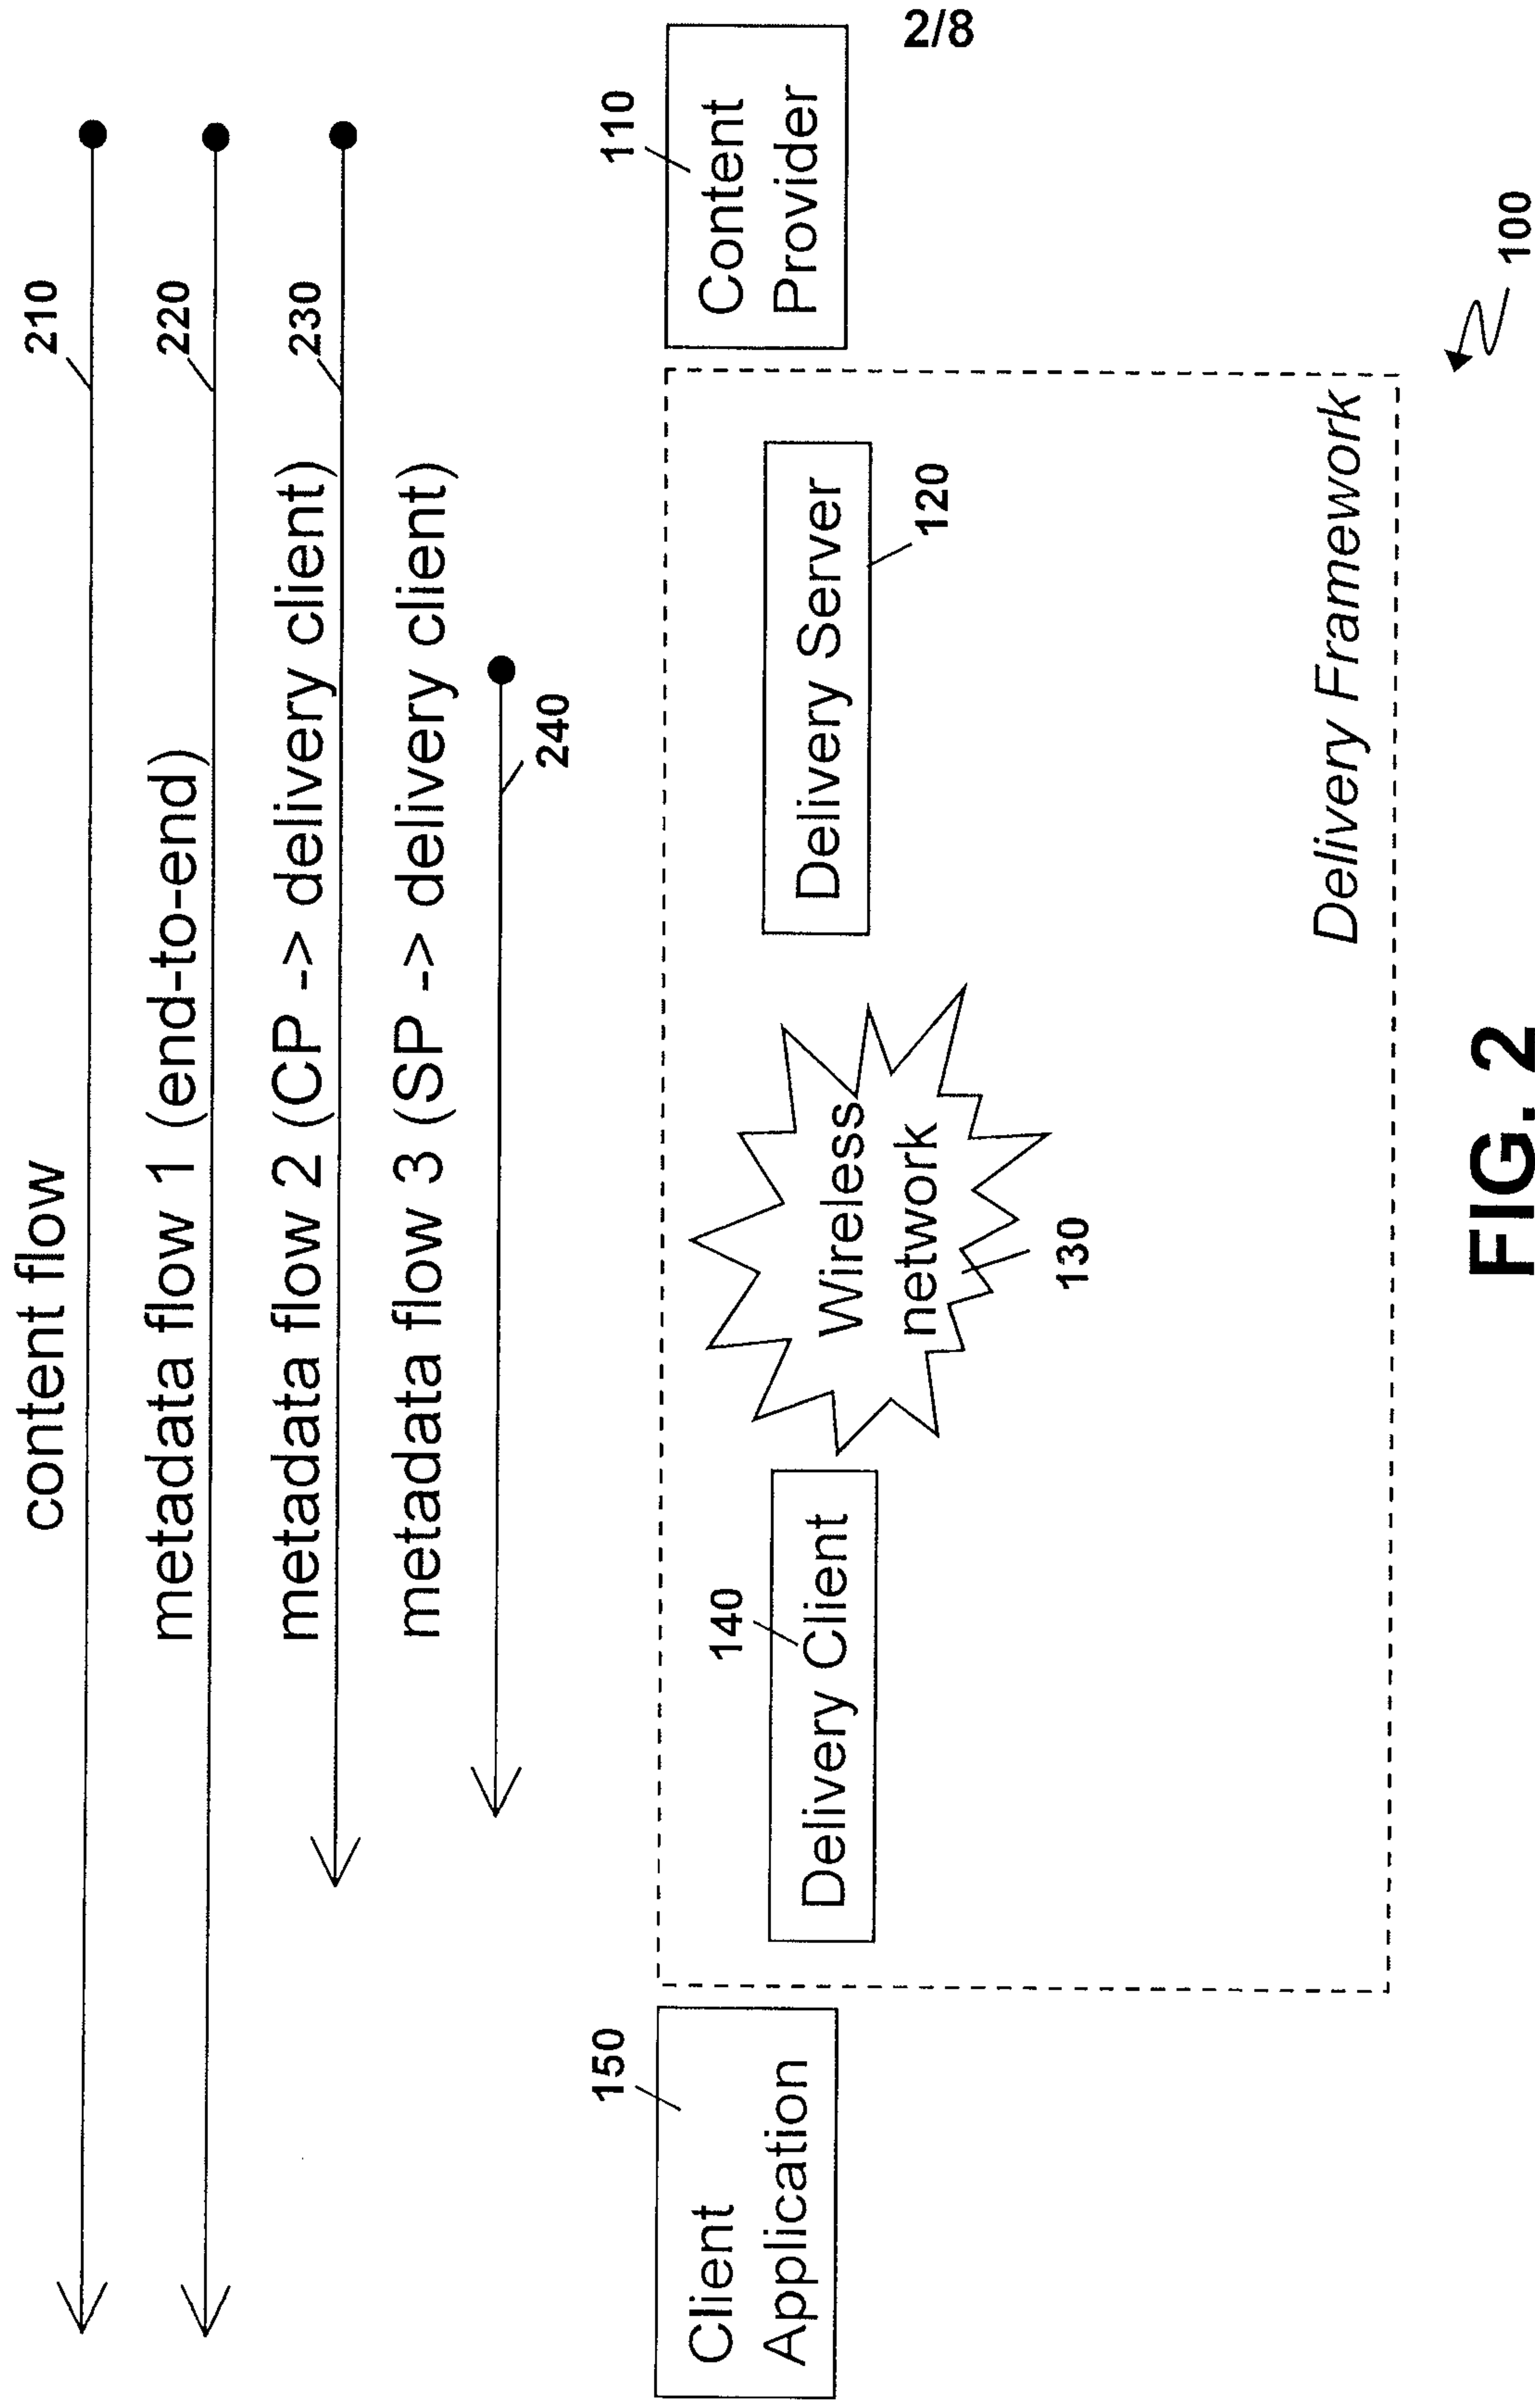 2/8
content flow
210
metadata flow 1 (end-to-end)
220
metadata flow 2 (CP -> delivery client)
230
metadata flow 3 (SP -> delivery client)
240
150
Client
Application
140
Delivery Client
Wireless
network
130
Delivery Server
120
110
Content
Provider
Delivery Framework
100
FIG. 2